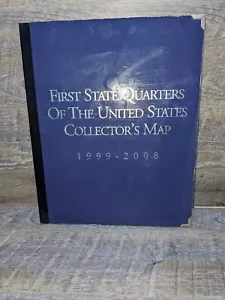 FIRST STATE QUARTERS
OF THE UNITED STATES
COLLECTOR'S MAP
1999-2008